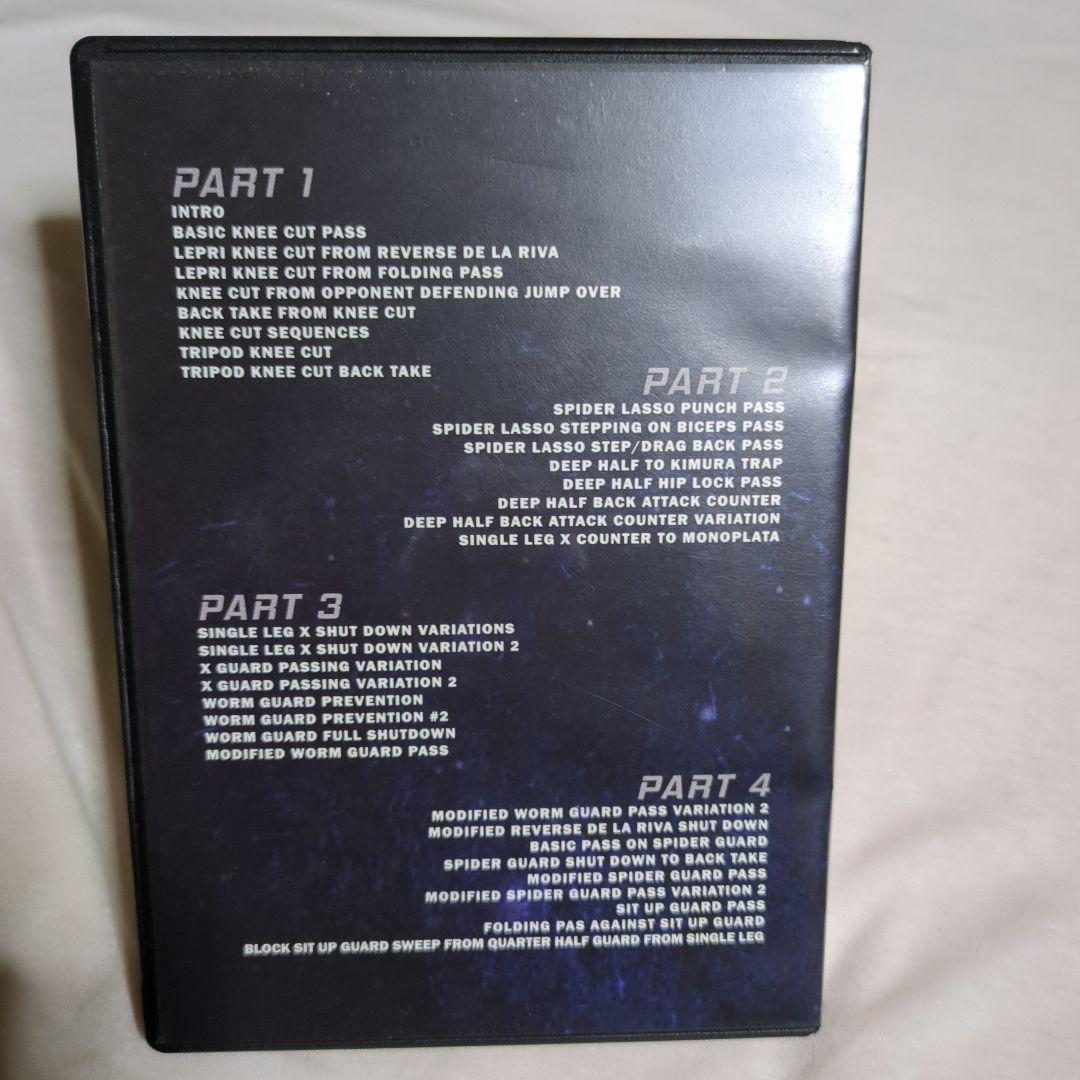 PART 1
INTRO
BASIC KNEE CUT PASS
LEPRI KNEE CUT FROM REVERSE DE LA RIVA
LEPRI KNEE CUT FROM FOLDING PASS
KNEE CUT FROM OPPONENT DEFENDING JUMP OVER
BACK TAKE FROM KNEE CUT
KNEE CUT SEQUENCES
TRIPOD KNEE CUT
TRIPOD KNEE CUT BACK TAKE
PART 2
SPIDER LASSO PUNCH PASS
SPIDER LASSO STEPPING ON BICEPS PASS
SPIDER LASSO STEP/DRAG BACK PASS
DEEP HALF TO KIMURA TRAP
DEEP HALF HIP LOCK PASS
DEEP HALF BACK ATTACK COUNTER
DEEP HALF BACK ATTACK COUNTER VARIATION
SINGLE LEG X COUNTER TO MONOPLATA
PART 3
SINGLE LEG X SHUT DOWN VARIATIONS
SINGLE LEG X SHUT DOWN VARIATION 2
X GUARD PASSING VARIATION
X GUARD PASSING VARIATION 2
WORM GUARD PREVENTION
WORM GUARD PREVENTION #2
WORM GUARD FULL SHUTDOWN
MODIFIED WORM GUARD PASS
PART 4
MODIFIED WORM GUARD PASS VARIATION 2
MODIFIED REVERSE DE LA RIVA SHUT DOWN
BASIC PASS ON SPIDER GUARD
SPIDER GUARD SHUT DOWN TO BACK TAKE
MODIFIED SPIDER GUARD PASS
MODIFIED SPIDER GUARD PASS VARIATION 2
SIT UP GUARD PASS
FOLDING PAS AGAINST SIT UP GUARD
BLOCK SIT UP GUARD SWEEP FROM QUARTER HALF GUARD FROM SINGLE LEG